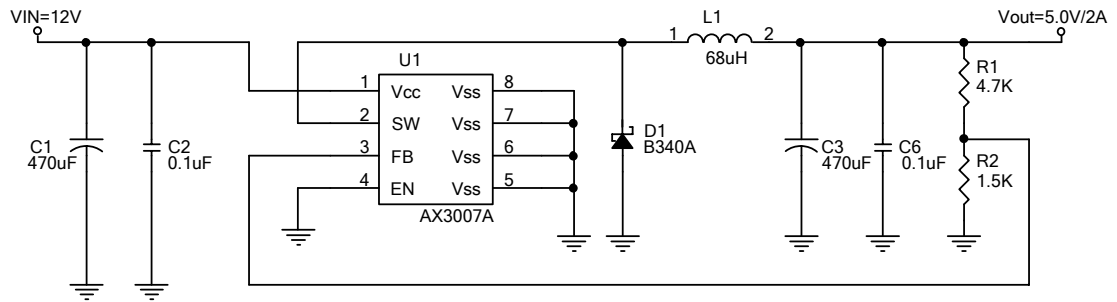 VIN=12V
L1
Vout=5.0V/2A
1
2
68uH
U1
R1
4.7K
1
Vcc
Vss
8
2
SW
Vss
7
3
FB
Vss
6
4
EN
Vss
5
AX3007A
C1
470uF
C2
0.1uF
D1
B340A
C3
470uF
C6
0.1uF
R2
1.5K